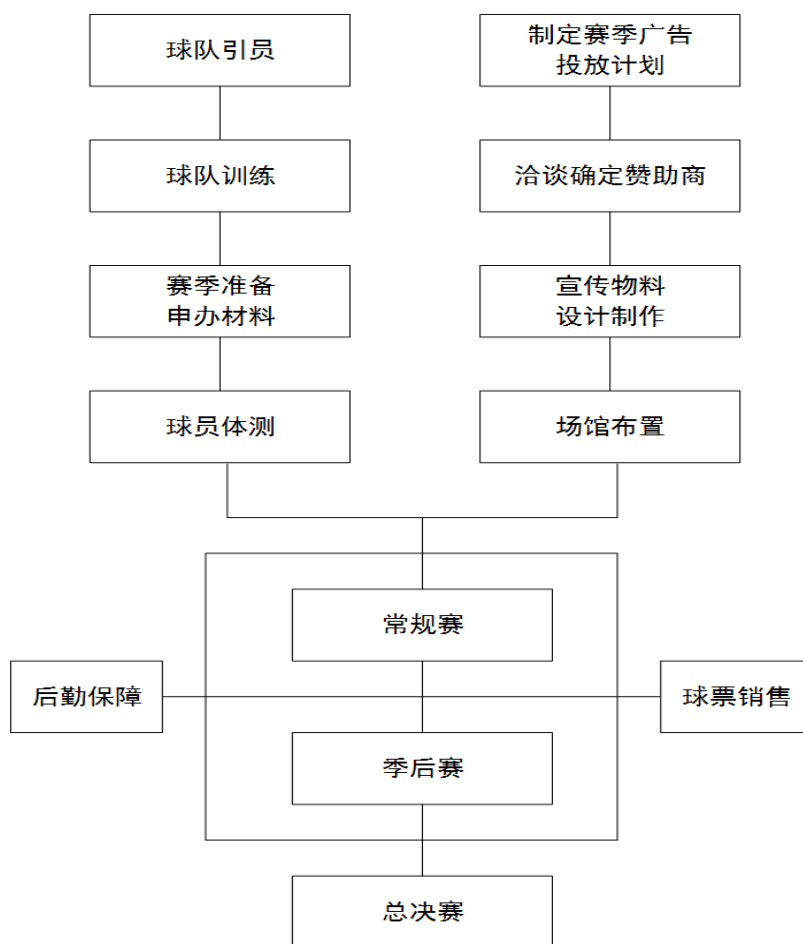 球队引员
制定赛季广告
投放计划
球队训练
洽谈确定赞助商
赛季准备
申办材料
宣传物料
设计制作
球员体测
场馆布置
常规赛
后勤保障
球票销售
季后赛
总决赛